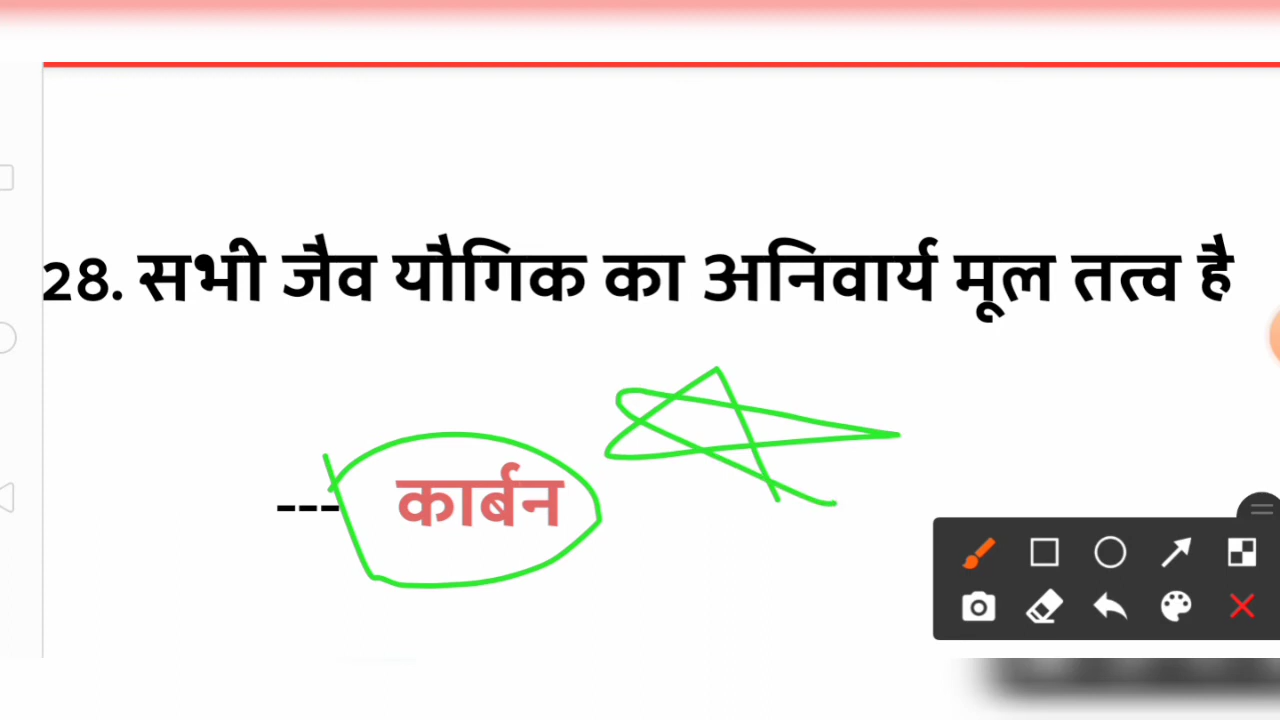 28. सभी जैव यौगिक का अनिवार्य मूल तत्व है
--- कार्बन